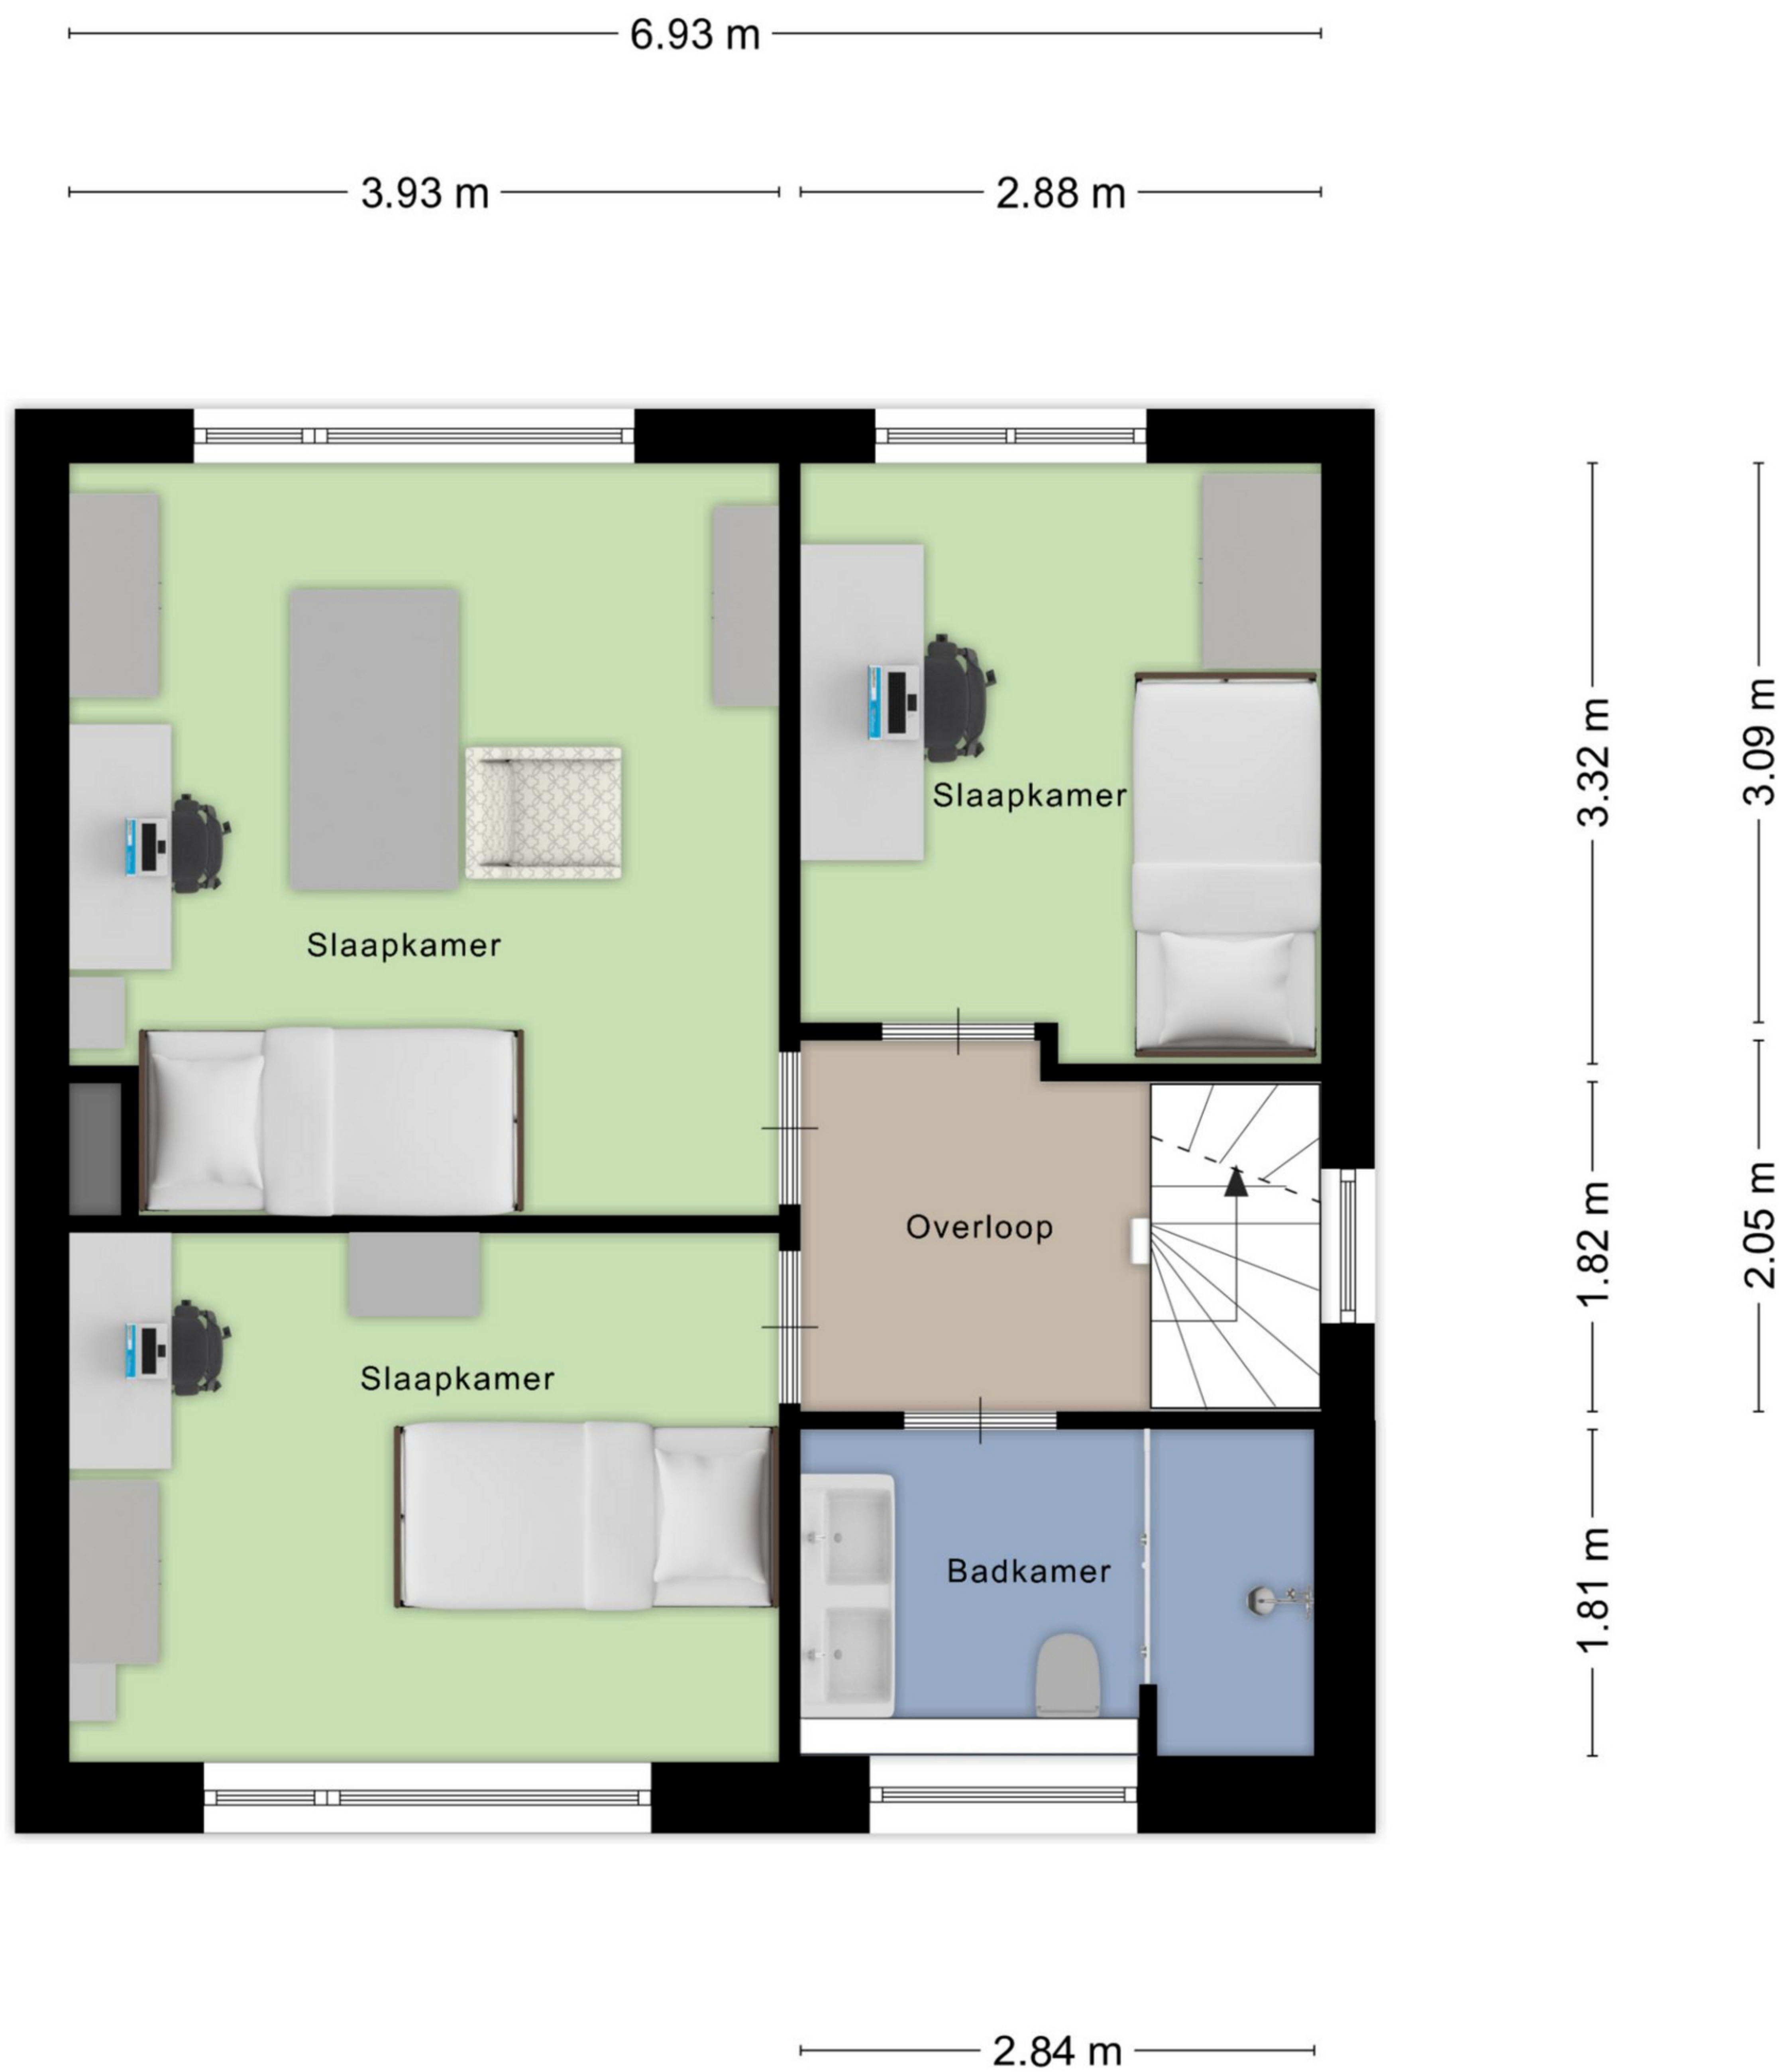 6.93 m
3.93 m
2.88 m
Slaapkamer
3.32 m
3.09 m
Slaapkamer
Overloop
1.82 m
2.05 m
Slaapkamer
Badkamer
1.81 m
2.84 m